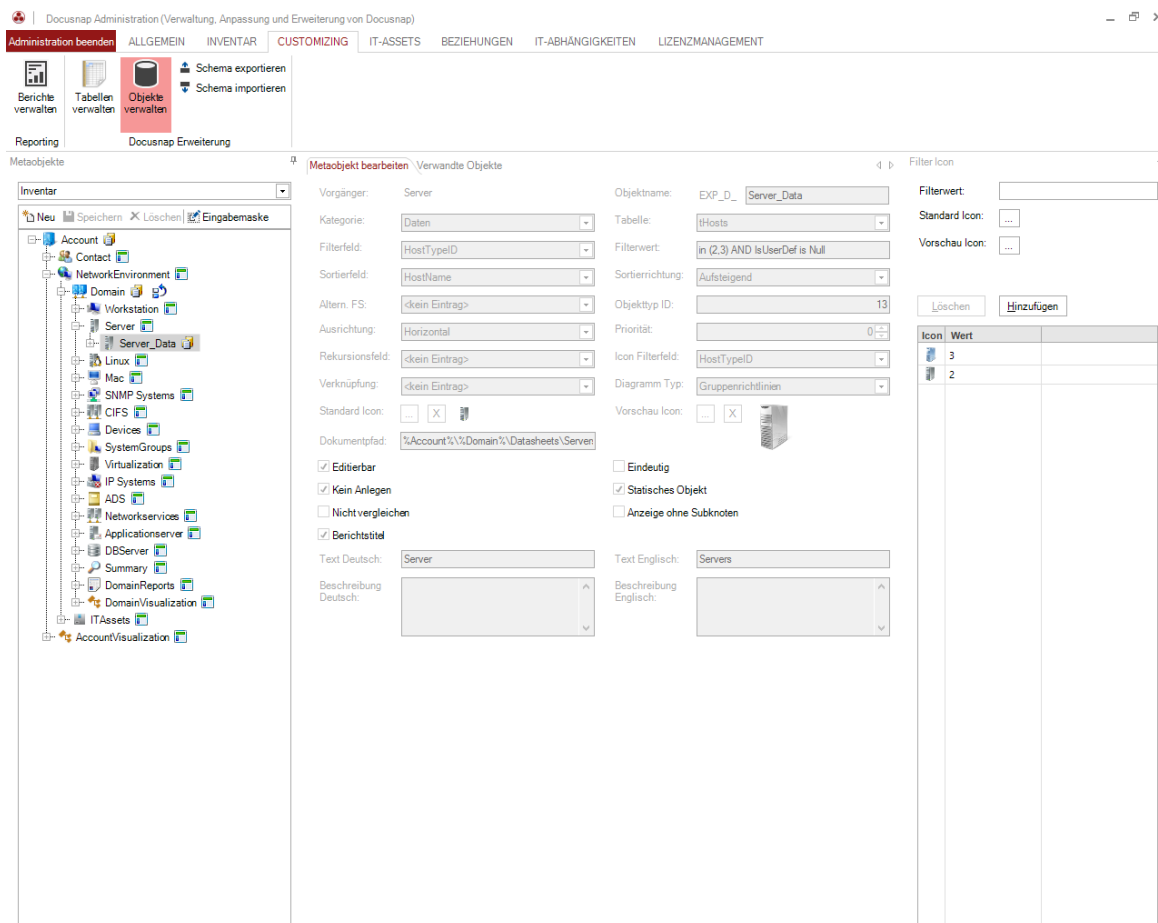 Docusnap Administration (Verwaltung, Anpassung und Erweiterung von Docusnap)
Administration beenden ALLGEMEIN INVENTAR CUSTOMIZING IT-ASSETS BEZIEHUNGEN IT-ABHÄNGIGKEITEN LIZENZMANAGEMENT
Berichte verwalten
Tabellen verwalten
Objekte verwalten
Schema exportieren
Schema importieren
Reporting Docusnap Erweiterung
Metaobjekte
Inventar
Neu Speichern Löschen Eingabemaske
Account
Contact
NetworkEnvironment
Domain
Workstation
Server
Server_Data
Linux
Mac
SNMP Systems
CIFS
Devices
SystemGroups
Virtualization
IP Systems
ADS
Networkservices
Applicationserver
DBServer
Summary
DomainReports
DomainVisualization
ITAssets
AccountVisualization
Metaobjekt bearbeiten Verwandte Objekte
Vorgänger: Server Objektname: EXP_D_ Server_Data
Kategorie: Daten Tabelle: tHosts
Filterfeld: HostTypeID Filterwert: in (2,3) AND IsUserDef is Null
Sortierfeld: HostName Sortierrichtung: Aufsteigend
Altern. FS: <kein Eintrag> Objekttyp ID: 13
Ausrichtung: Horizontal Priorität: 0
Rekursionsfeld: <kein Eintrag> Icon Filterfeld: HostTypeID
Verknüpfung: <kein Eintrag> Diagramm Typ: Gruppenrichtlinien
Standard Icon: ... X Vorschau Icon: ... X
Dokumentpfad: %Account%\%Domain%\Datasheets\Server
Editierbar Eindeutig
Kein Anlegen Statisches Objekt
Nicht vergleichen Anzeige ohne Subknoten
Berichtstitel
Text Deutsch: Server Text Englisch: Servers
Beschreibung Deutsch: Beschreibung Englisch:
Filter Icon
Filterwert:
Standard Icon: ...
Vorschau Icon: ...
Löschen Hinzufügen
Icon Wert
3
2